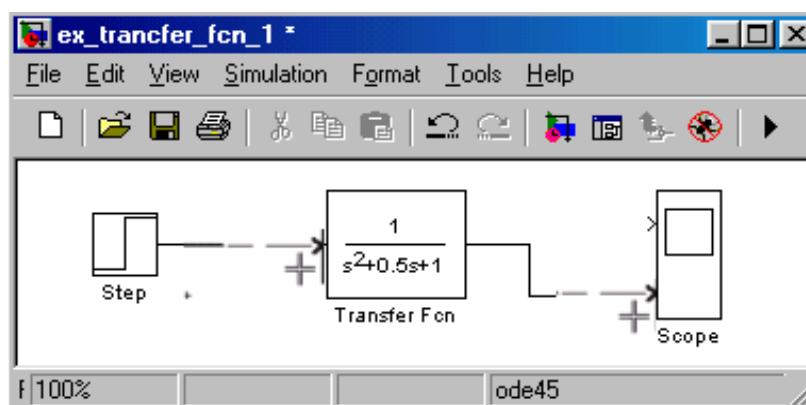 ex_trancfer_fcn_1 *
File Edit View Simulation Format Tools Help
1
s²+0.5s+1
Step
Transfer Fcn
Scope
F 100% ode45